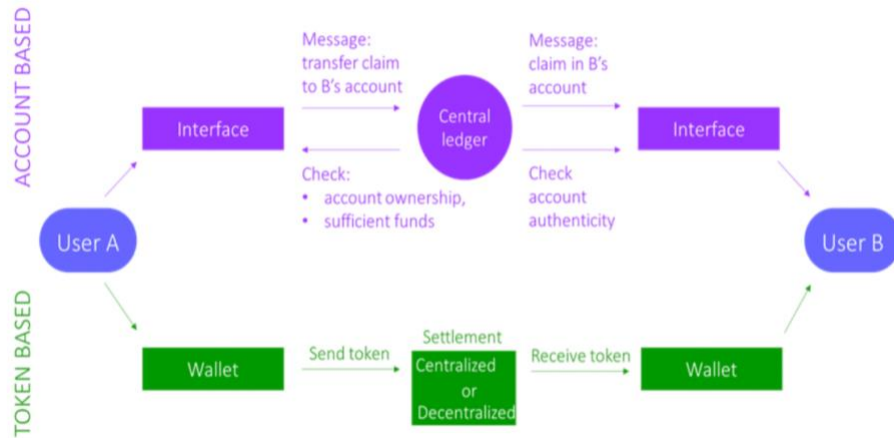 ACCOUNT BASED
Message:
transfer claim
to B's account
Message:
claim in B's
account
Interface
Central
ledger
Interface
Check:
• account ownership,
• sufficient funds
Check
account
authenticity
User A
User B
TOKEN BASED
Wallet
Send token
Settlement
Centralized
or
Decentralized
Receive token
Wallet